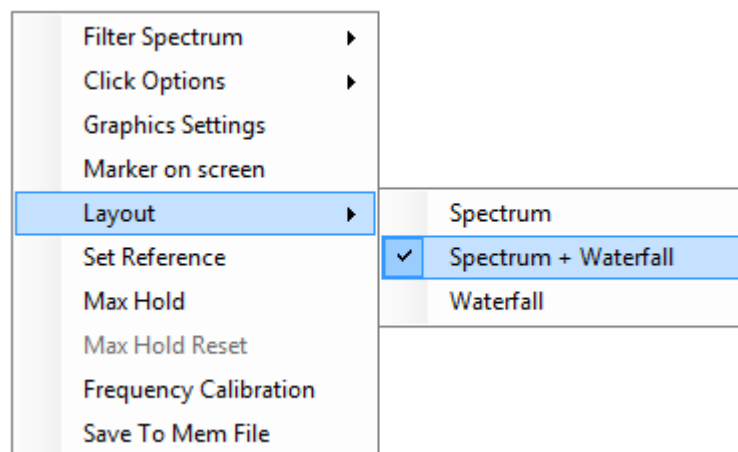 Filter Spectrum
Click Options
Graphics Settings
Marker on screen
Layout
Set Reference
Max Hold
Max Hold Reset
Frequency Calibration
Save To Mem File
Spectrum
Spectrum + Waterfall
Waterfall